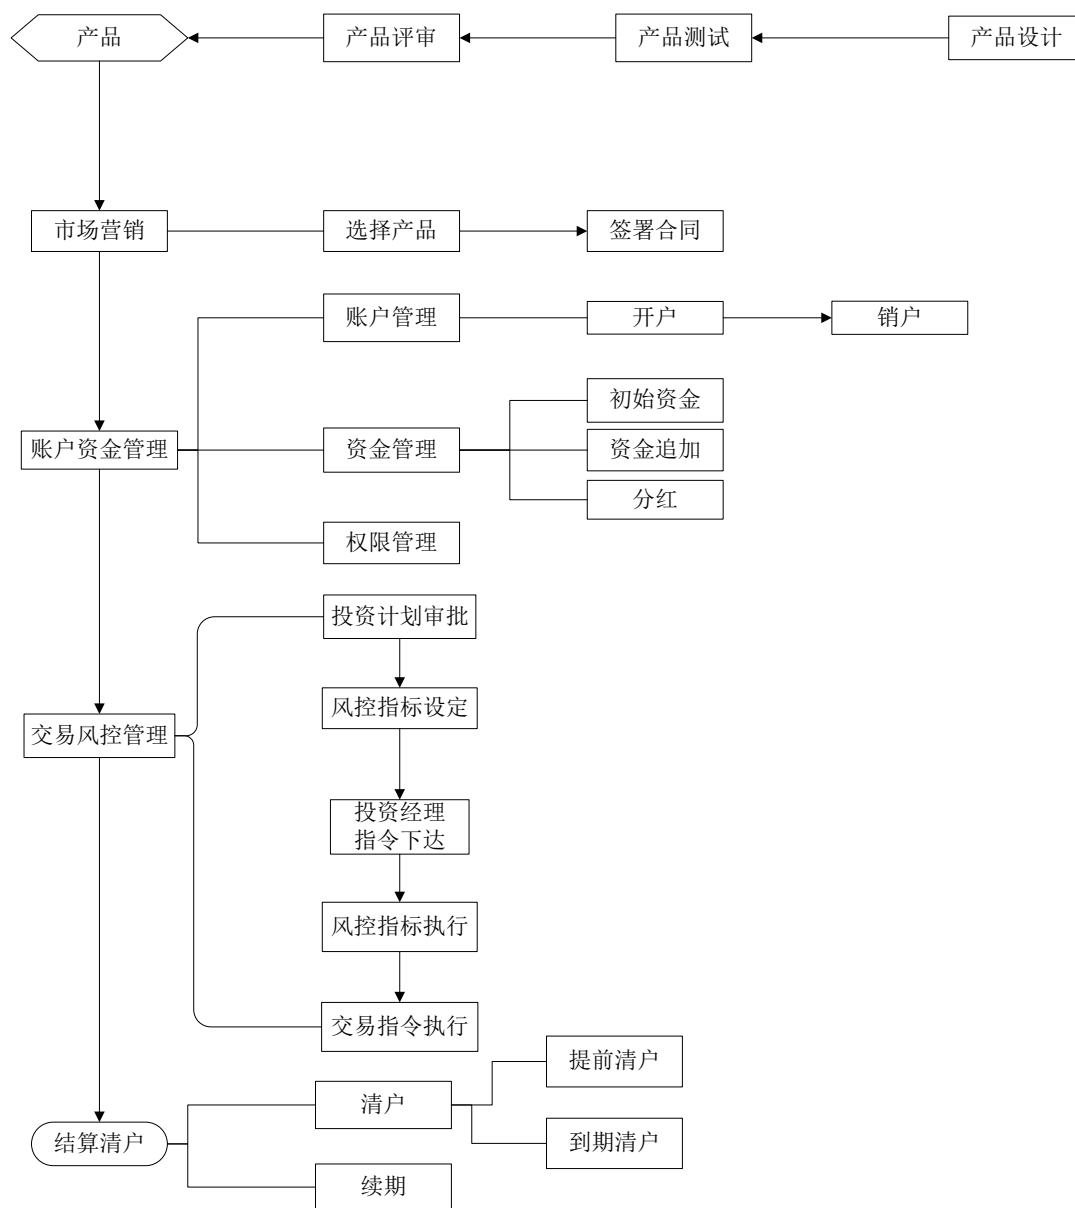 产品
产品评审
产品测试
产品设计
市场营销
选择产品
签署合同
账户管理
开户
销户
初始资金
账户资金管理
资金管理
资金追加
分红
权限管理
投资计划审批
风控指标设定
交易风控管理
投资经理
指令下达
风控指标执行
交易指令执行
提前清户
清户
结算清户
到期清户
续期